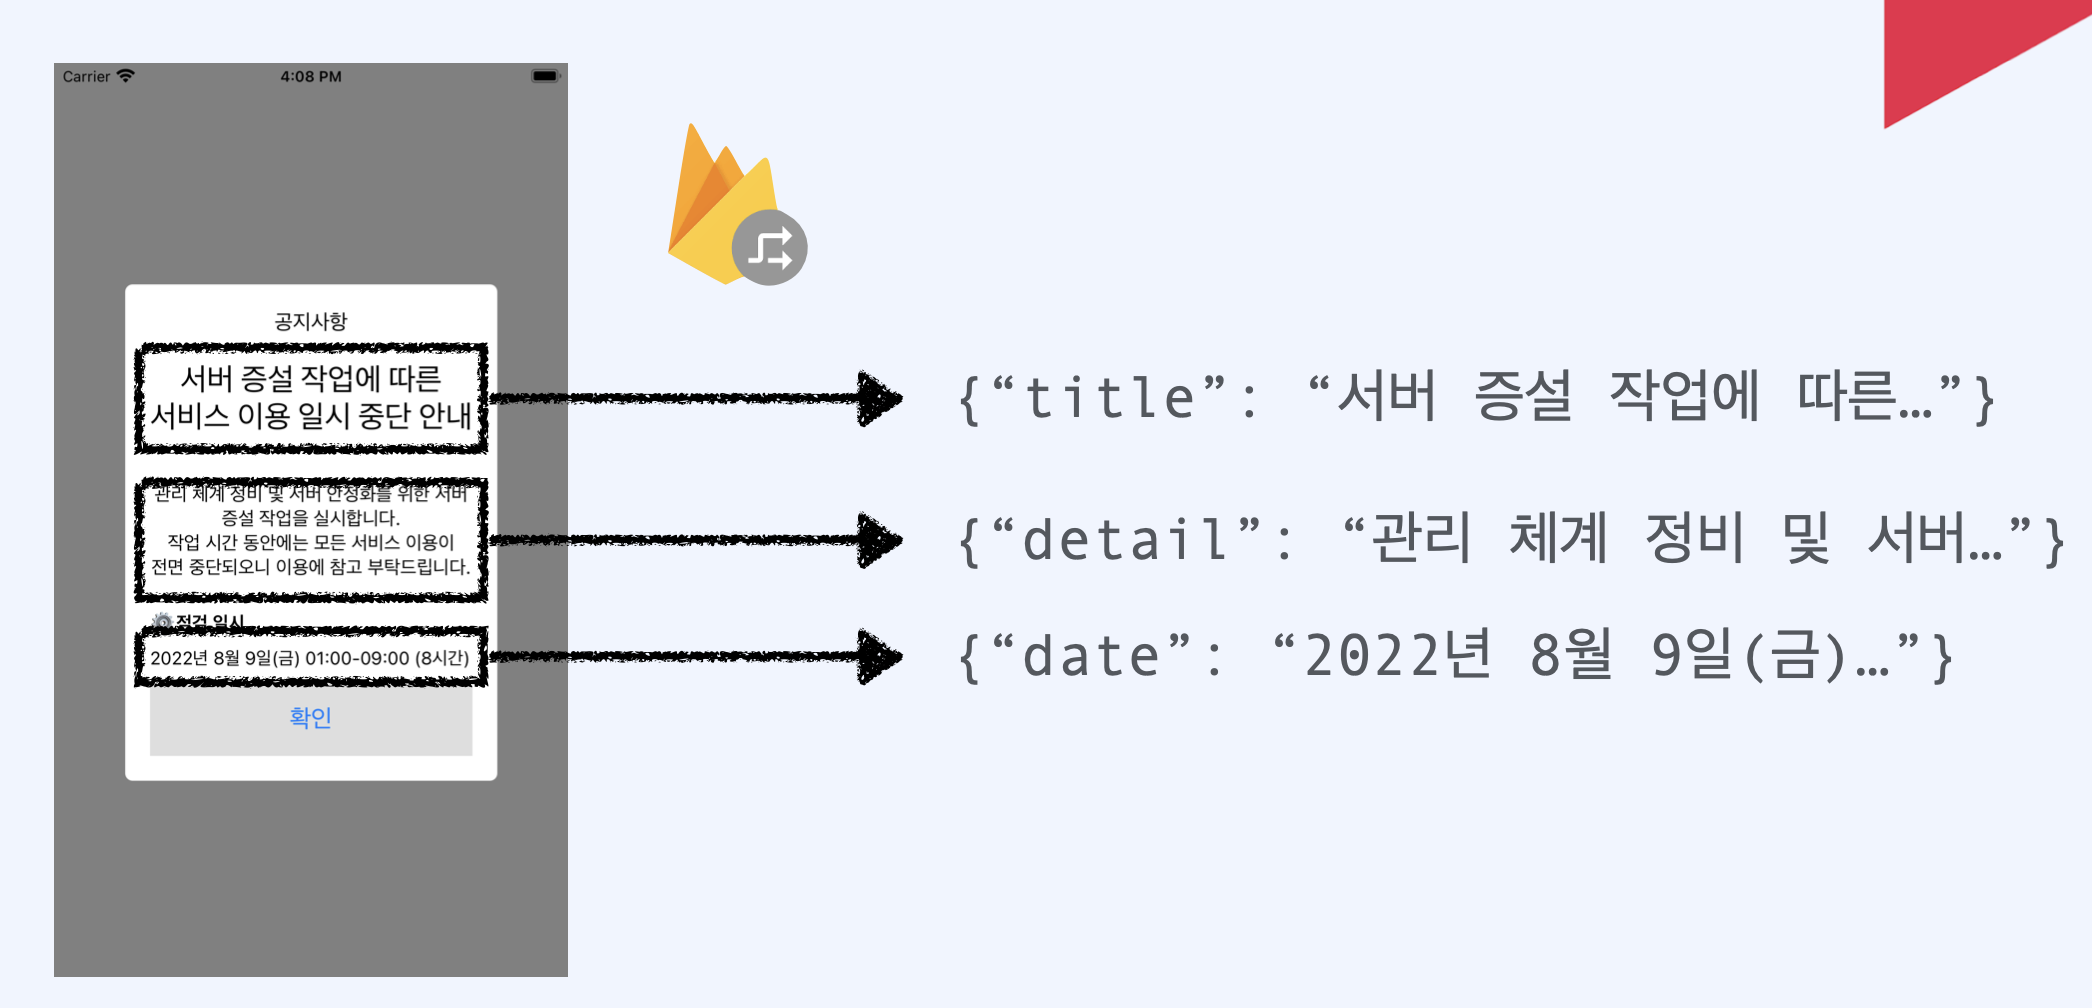 Carrier
4:08 PM
공지사항
서버 증설 작업에 따른
서비스 이용 일시 중단 안내
관리 체계 정비 및 서버 안정화를 위한 서버
증설 작업을 실시합니다.
작업 시간 동안에는 모든 서비스 이용이
전면 중단되오니 이용에 참고 부탁드립니다.
점검 일시
2022년 8월 9일(금) 01:00-09:00 (8시간)
확인
{“title”: “서버 증설 작업에 따른…”}
{“detail”: “관리 체계 정비 및 서버…”}
{“date”: “2022년 8월 9일(금)…”}